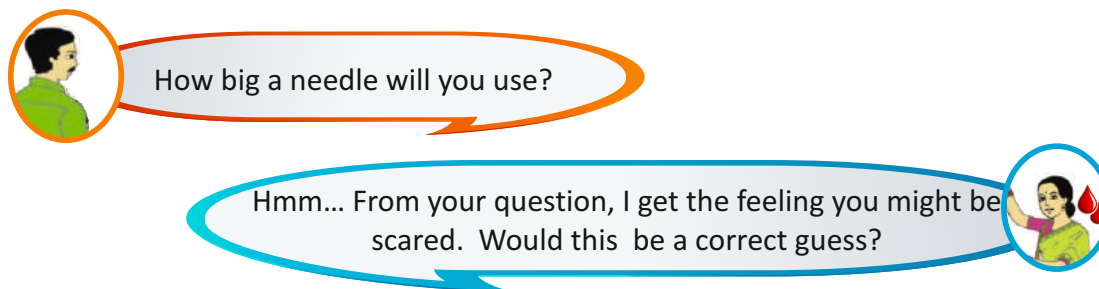 How big a needle will you use?
Hmm... From your question, I get the feeling you might be
scared.  Would this  be a correct guess?